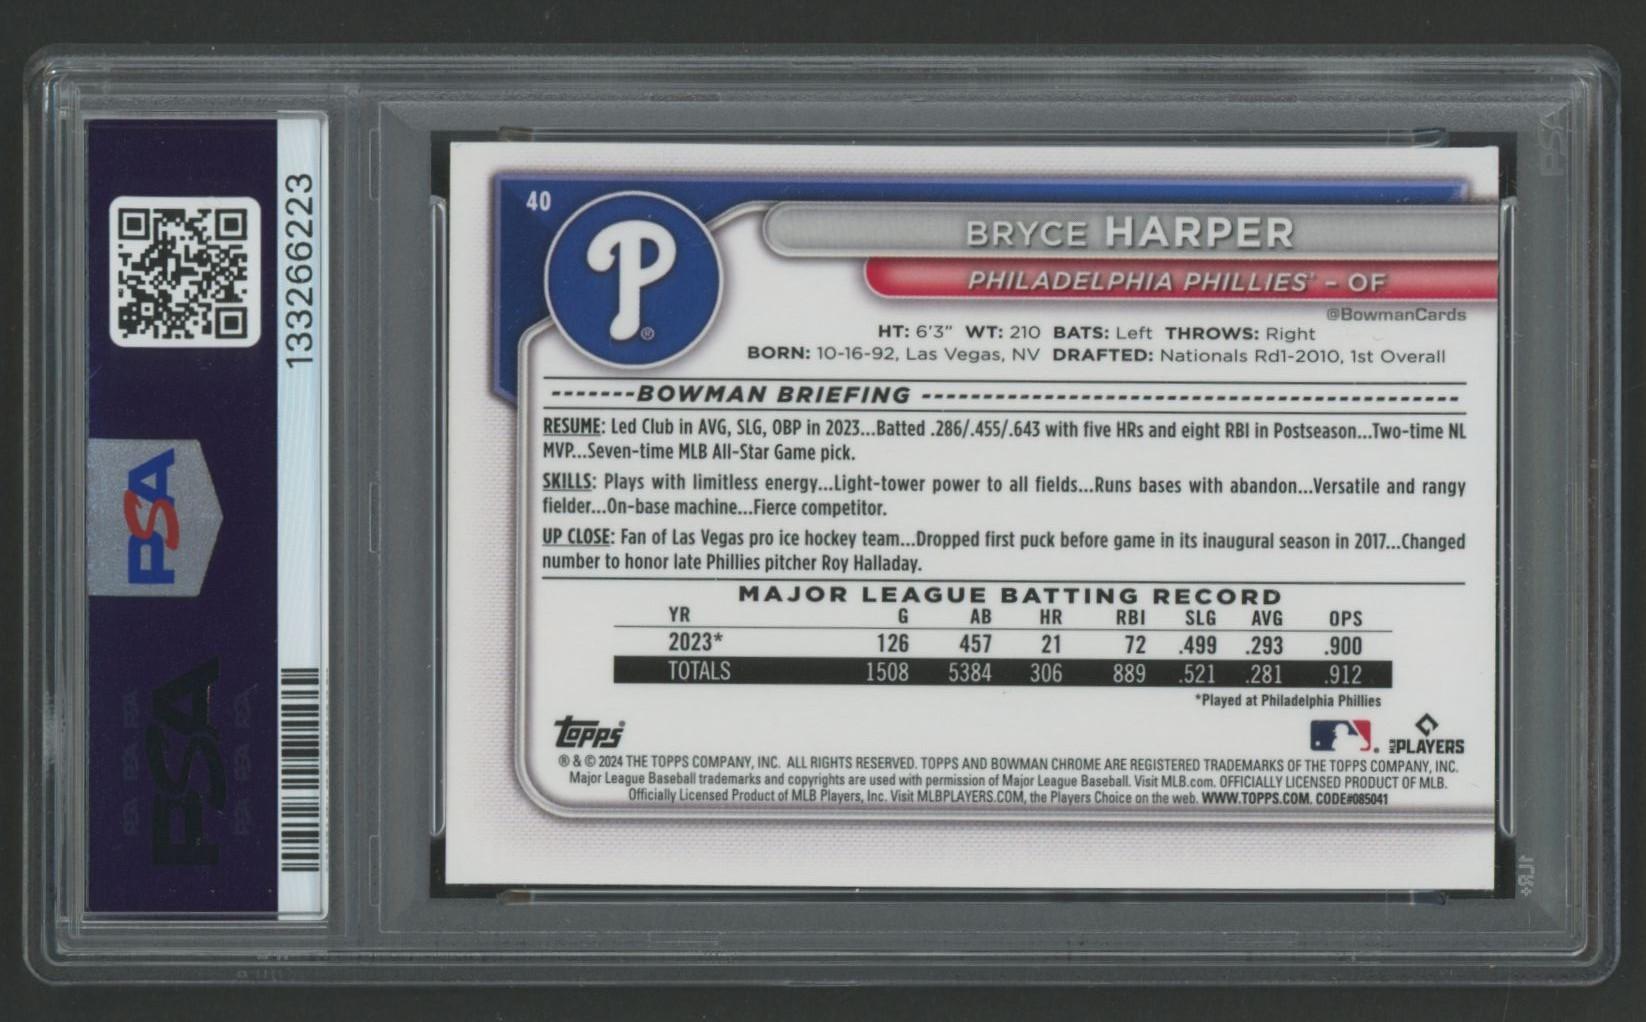 133266223
PSA
PSA
40
P
®
BRYCE HARPER
PHILADELPHIA PHILLIES® – OF
@BowmanCards
HT: 6'3" WT: 210 BATS: Left THROWS: Right
BORN: 10-16-92, Las Vegas, NV DRAFTED: Nationals Rd1-2010, 1st Overall
-------BOWMAN BRIEFING ------------------------------------------------
RESUME: Led Club in AVG, SLG, OBP in 2023...Batted .286/.455/.643 with five HRs and eight RBI in Postseason...Two-time NL
MVP...Seven-time MLB All-Star Game pick.
SKILLS: Plays with limitless energy...Light-tower power to all fields...Runs bases with abandon...Versatile and rangy
fielder...On-base machine...Fierce competitor.
UP CLOSE: Fan of Las Vegas pro ice hockey team...Dropped first puck before game in its inaugural season in 2017...Changed
number to honor late Phillies pitcher Roy Halladay.
MAJOR LEAGUE BATTING RECORD
YR G AB HR RBI SLG AVG OPS
2023* 126 457 21 72 .499 .293 .900
TOTALS 1508 5384 306 889 .521 .281 .912
*Played at Philadelphia Phillies
Topps
MLB PLAYERS
® & © 2024 THE TOPPS COMPANY, INC. ALL RIGHTS RESERVED. TOPPS AND BOWMAN CHROME ARE REGISTERED TRADEMARKS OF THE TOPPS COMPANY, INC.
Major League Baseball trademarks and copyrights are used with permission of Major League Baseball. Visit MLB.com. OFFICIALLY LICENSED PRODUCT OF MLB.
Officially Licensed Product of MLB Players, Inc. Visit MLBPLAYERS.COM, the Players Choice on the web. WWW.TOPPS.COM. CODE#085041
PSA
1LR+